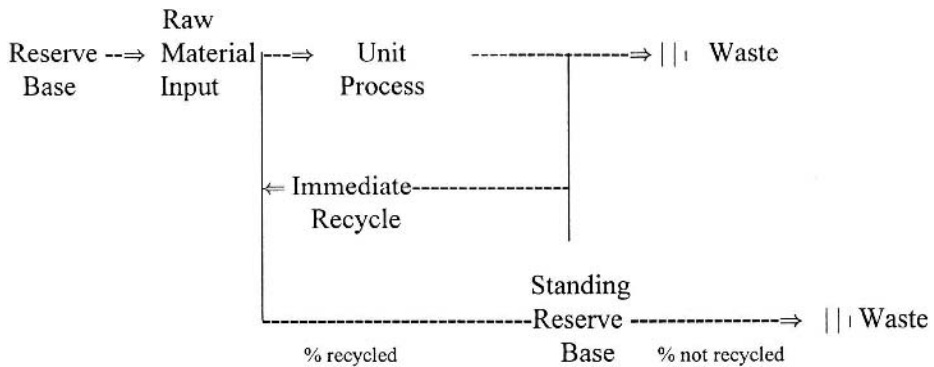 Raw
Reserve --⇒ Material ---⇒ Unit ---⇒ Waste
Base Input Process
⇐ Immediate
Recycle
Standing
Reserve ---⇒ Waste
% recycled Base % not recycled